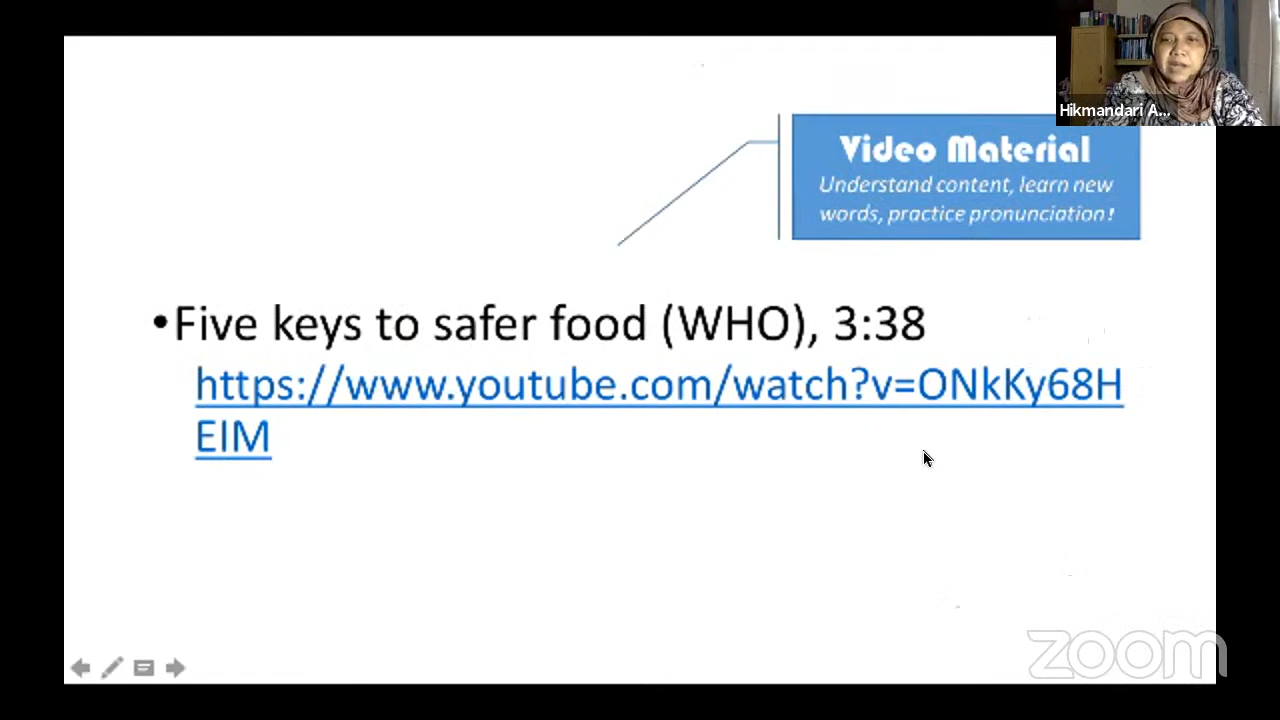 Hikmandari A...
Video Material
Understand content, learn new
words, practice pronunciation!
•Five keys to safer food (WHO), 3:38
https://www.youtube.com/watch?v=ONkKy68H
EIM
zoom